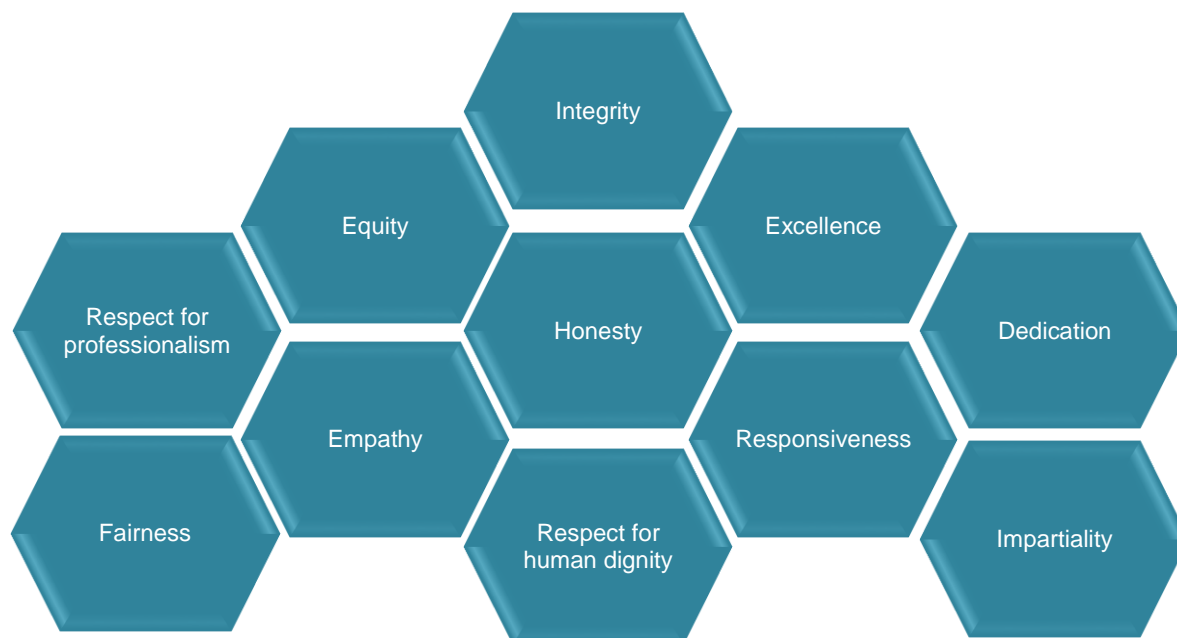 Integrity
Equity
Excellence
Respect for
professionalism
Honesty
Dedication
Empathy
Responsiveness
Fairness
Respect for
human dignity
Impartiality